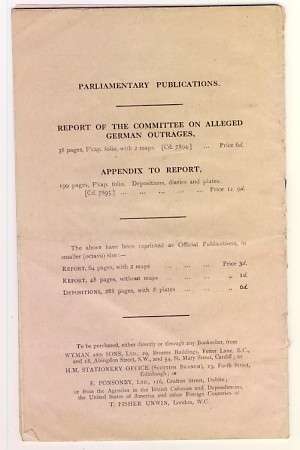 PARLIAMENTARY PUBLICATIONS.
REPORT OF THE COMMITTEE ON ALLEGED
GERMAN OUTRAGES,
38 pages, F'cap. folio, with 2 maps. [Cd. 7894] ... Price 6d.
APPENDIX TO REPORT,
190 pages, F'cap. folio. Depositions, diaries and plates.
[Cd. 7895] ... ... ... ... ... Price 1s. 9d.
The above have been reprinted as Official Publications, in
smaller (octavo) size:—
REPORT, 64 pages, with 2 maps ... ... Price 3d.
REPORT, 48 pages, without maps ... ... „ 1d.
DEPOSITIONS, 288 pages, with 8 plates ... „ 6d.
To be purchased, either directly or through any Bookseller, from
WYMAN AND SONS, LTD., 29, Breams Buildings, Fetter Lane, E.C.,
and 28, Abingdon Street, S.W., and 54, St. Mary Street, Cardiff; or
H.M. STATIONERY OFFICE (SCOTTISH BRANCH), 23, Forth Street,
Edinburgh; or
E. PONSONBY, LTD., 116, Grafton Street, Dublin;
or from the Agencies in the British Colonies and Dependencies,
the United States of America and other Foreign Countries of
T. FISHER UNWIN, London, W.C.